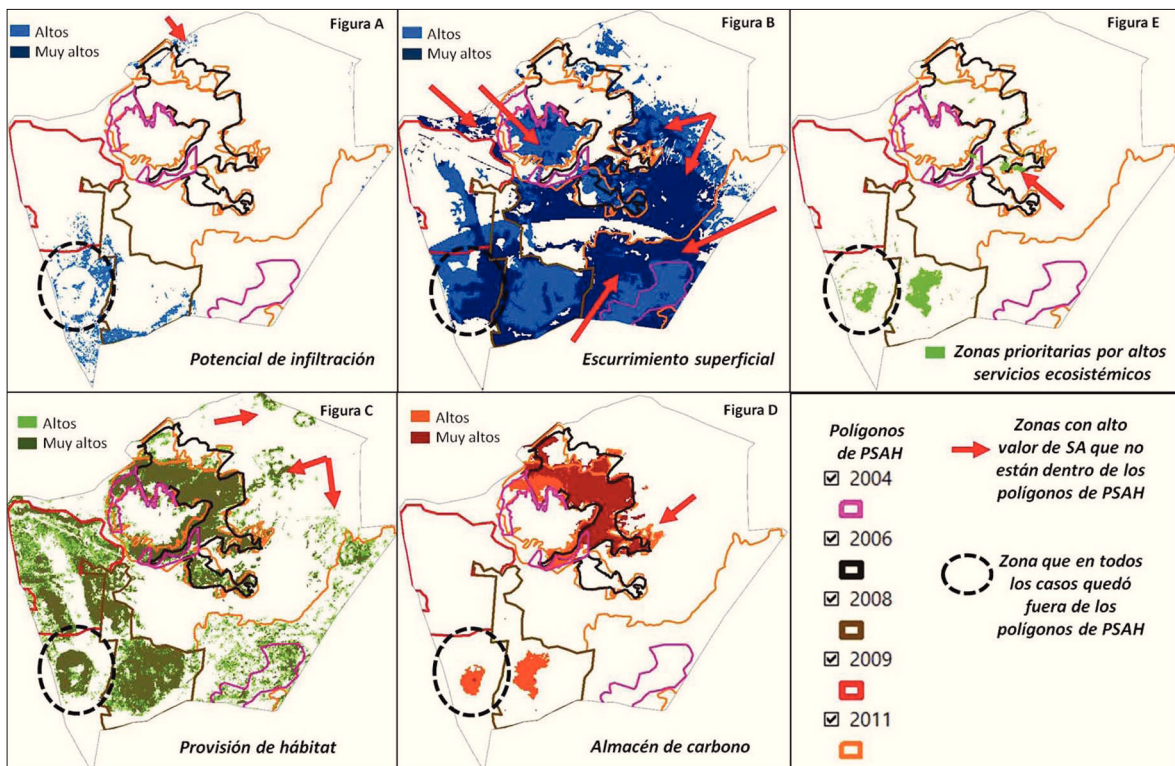 Figura A
Altos
Muy altos
Potencial de infiltración
Figura B
Altos
Muy altos
Escurrimiento superficial
Figura E
Zonas prioritarias por altos
servicios ecosistémicos
Figura C
Altos
Muy altos
Provisión de hábitat
Figura D
Altos
Muy altos
Almacén de carbono
Polígonos
de PSAH
2004
2006
2008
2009
2011
Zonas con alto
valor de SA que no
están dentro de los
polígonos de PSAH
Zona que en todos
los casos quedó
fuera de los
polígonos de PSAH